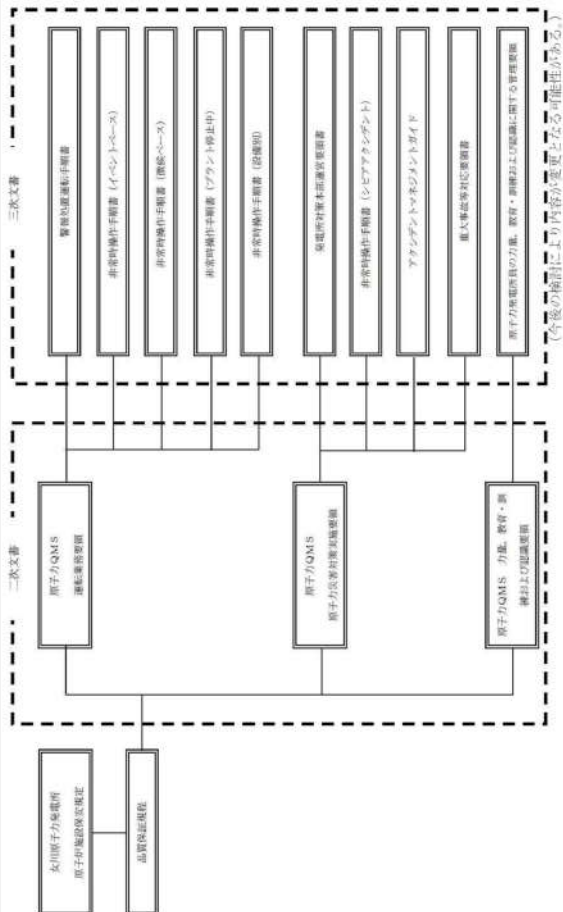 女川原子力発電所
原子炉施設保安規定
品質保証規程
二次文書
原子力QMS
運転業務要領
原子力QMS
原子力災害対策実施要領
原子力QMS 力量，教育・訓
練および認識要領
三次文書
警報処置運転手順書
非常時操作手順書（イベントベース）
非常時操作手順書（徴候ベース）
非常時操作手順書（プラント停止中）
非常時操作手順書（設備別）
発電所対策本部運営要領書
非常時操作手順書（シビアアクシデント）
アクシデントマネジメントガイド
重大事故等対応要領書
原子力発電所員の力量，教育・訓練および認識に関する管理要領
(今後の検討により内容が変更となる可能性がある。)